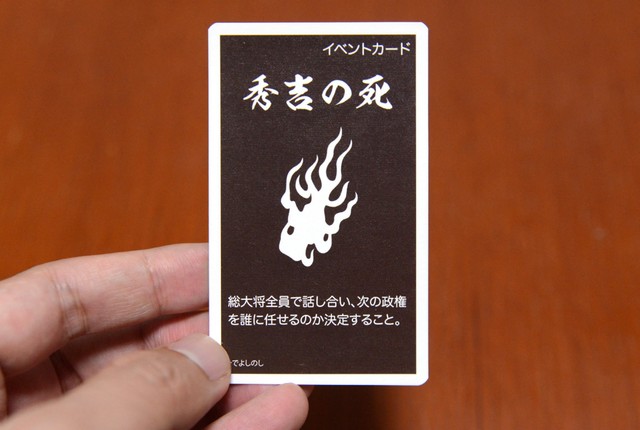 イベントカード
秀吉の死
総大将全員で話し合い、次の政権
を誰に任せるのか決定すること。
でよしのし